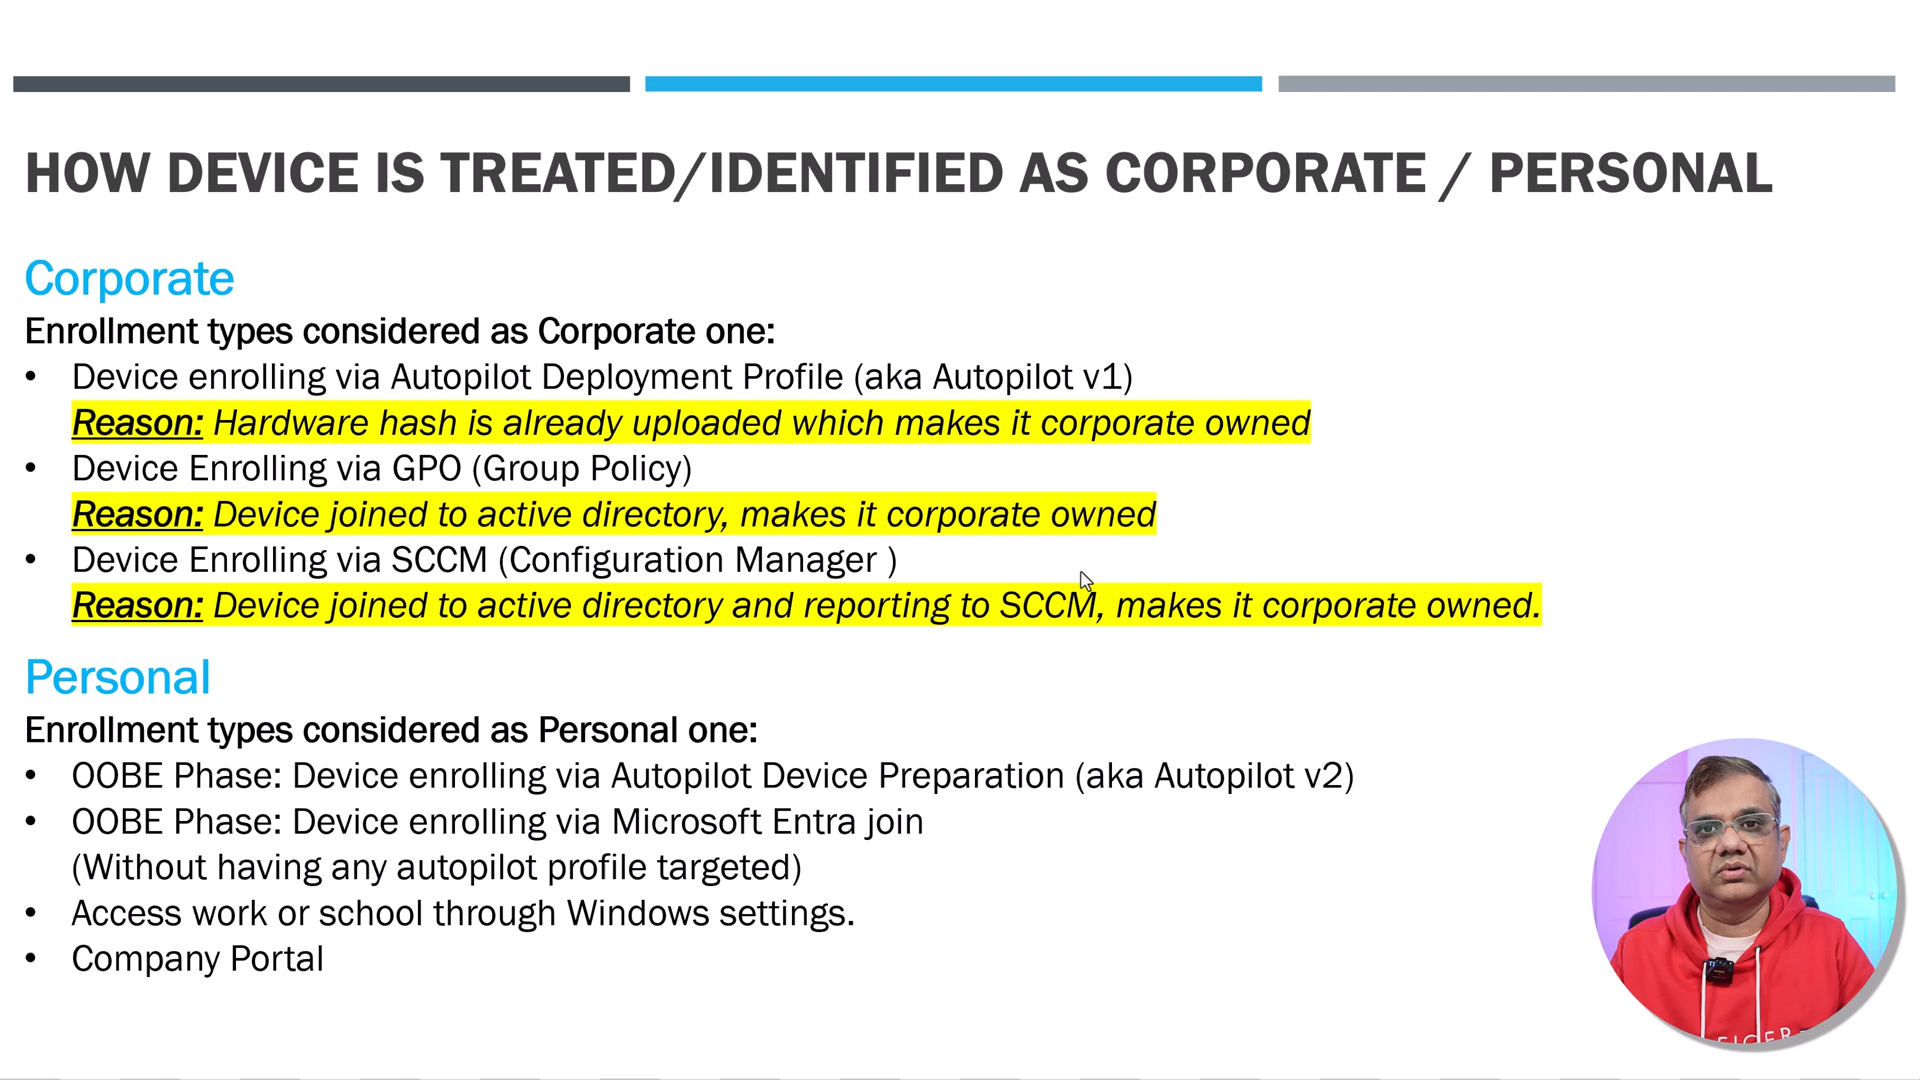 HOW DEVICE IS TREATED/IDENTIFIED AS CORPORATE / PERSONAL
Corporate
Enrollment types considered as Corporate one:
• Device enrolling via Autopilot Deployment Profile (aka Autopilot v1)
Reason: Hardware hash is already uploaded which makes it corporate owned
• Device Enrolling via GPO (Group Policy)
Reason: Device joined to active directory, makes it corporate owned
• Device Enrolling via SCCM (Configuration Manager )
Reason: Device joined to active directory and reporting to SCCM, makes it corporate owned.
Personal
Enrollment types considered as Personal one:
• OOBE Phase: Device enrolling via Autopilot Device Preparation (aka Autopilot v2)
• OOBE Phase: Device enrolling via Microsoft Entra join
(Without having any autopilot profile targeted)
• Access work or school through Windows settings.
• Company Portal